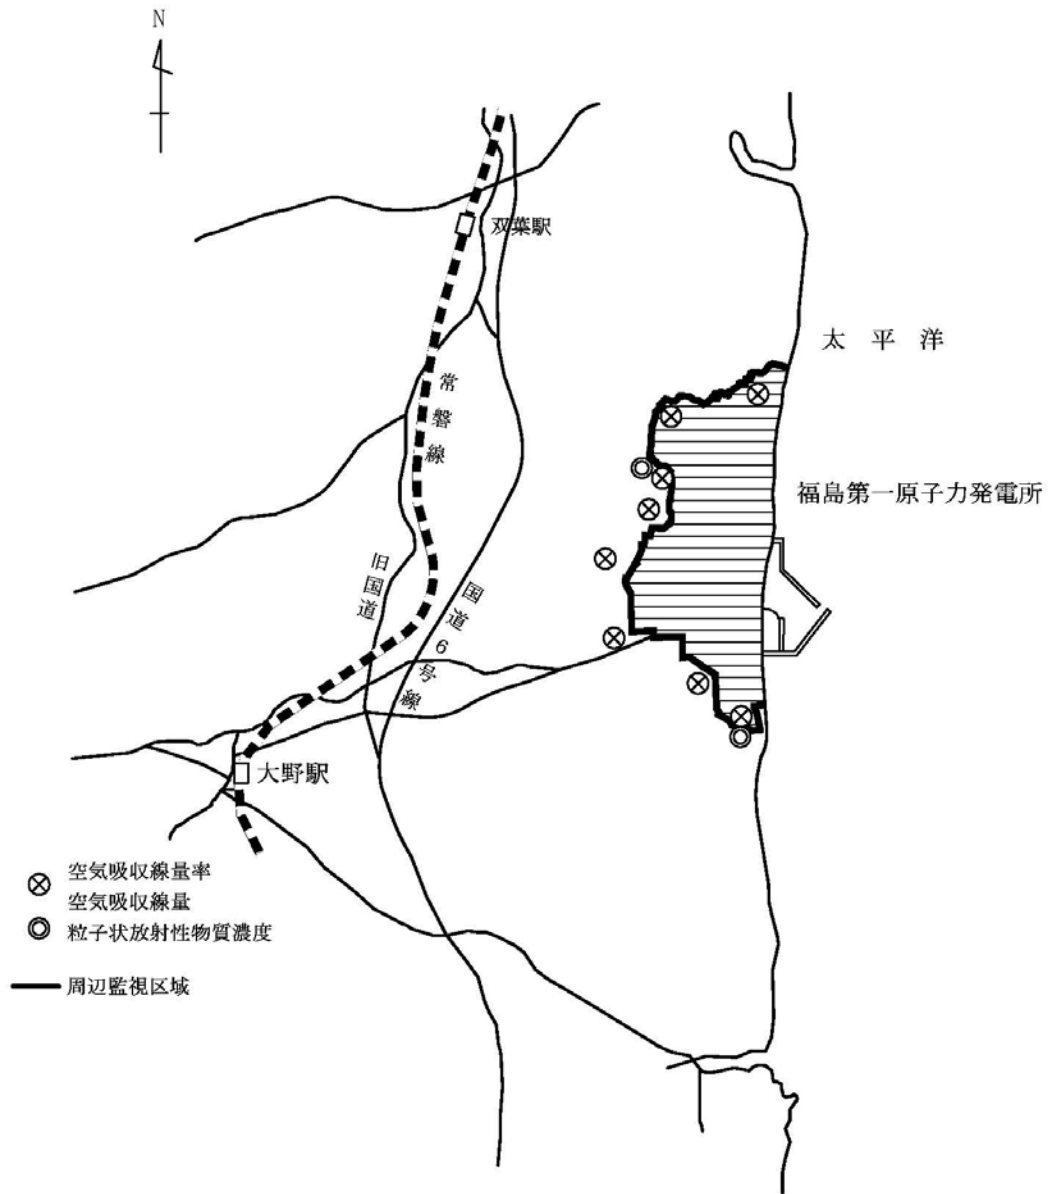 N
双葉駅
太平洋
常磐線
福島第一原子力発電所
旧国道
国道6号線
大野駅
空気吸収線量率
空気吸収線量
粒子状放射性物質濃度
周辺監視区域